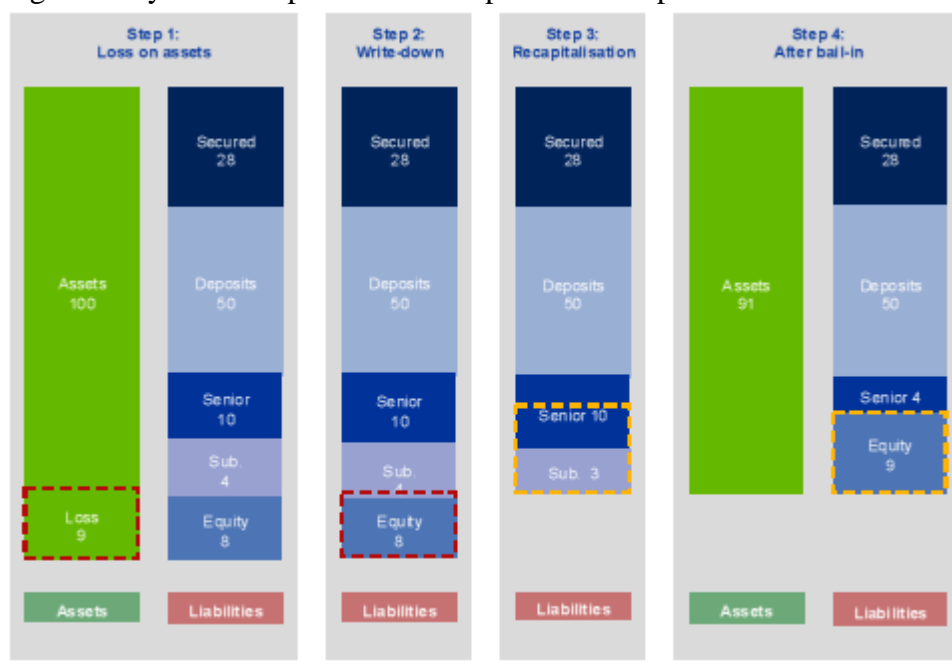 Step 1:
Loss on assets
Assets
100
Loss
9
Assets
Secured
28
Deposits
50
Senior
10
Sub.
4
Equity
8
Liabilities
Step 2:
Write-down
Secured
28
Deposits
50
Senior
10
Sub.
4
Equity
8
Liabilities
Step 3:
Recapitalisation
Secured
28
Deposits
50
Senior 10
Sub. 3
Liabilities
Step 4:
After bail-in
Assets
91
Assets
Secured
28
Deposits
50
Senior 4
Equity
9
Liabilities